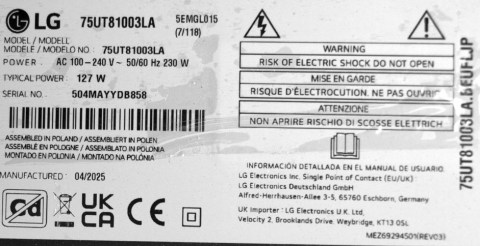 LG 75UT81003LA 5EMGL015
(7/118)
MODEL / MODELL
MODÈLE / MODELO NO : 75UT81003LA
POWER : AC 100-240 V ~ 50/60 Hz 230 W
TYPICAL POWER : 127 W
SERIAL NO. : 504MAYYDB858
ASSEMBLED IN POLAND / ASSEMBLIERT IN POLEN
ASSEMBLÉ EN POLOGNE / ASSEMBLATO IN POLONIA
MONTADO EN POLONIA / MONTADO NA POLÓNIA
MANUFACTURED : 04/2025
UK
CA
CE
WARNING
RISK OF ELECTRIC SHOCK DO NOT OPEN
MISE EN GARDE
RISQUE D'ÉLECTROCUTION. NE PAS OUVRIR
ATTENZIONE
NON APRIRE RISCHIO DI SCOSSE ELETTRICH
INFORMACIÓN DETALLADA EN EL MANUAL DE USUARIO.
LG Electronics Inc. Single Point of Contact (EU/UK) :
LG Electronics Deutschland GmbH
Alfred-Herrhausen-Allee 3-5, 65760 Eschborn, Germany
UK Importer : LG Electronics U.K. Ltd.
Velocity 2, Brooklands Drive, Weybridge, KT13 0SL
MEZ69294501(REV03)
75UT81003LA.BEUFLJP